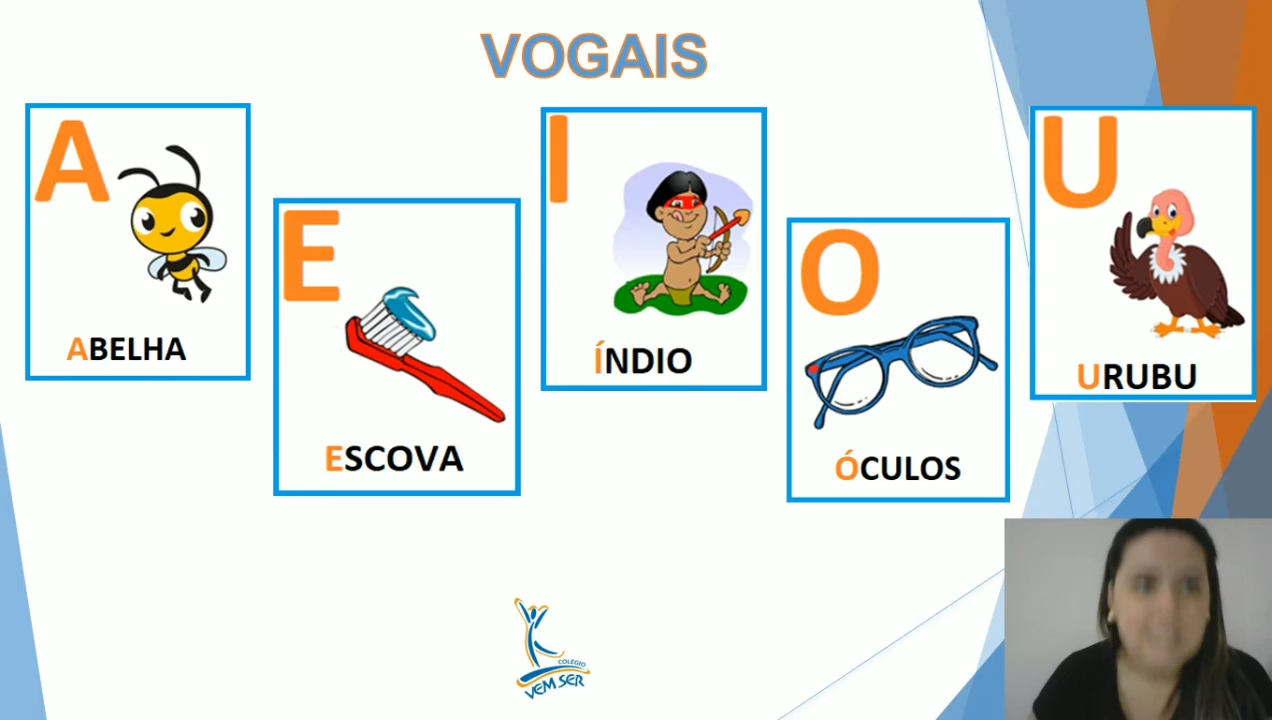 VOGAIS
A
ABELHA
E
ESCOVA
I
ÍNDIO
O
ÓCULOS
U
URUBU
COLÉGIO
VEM SER